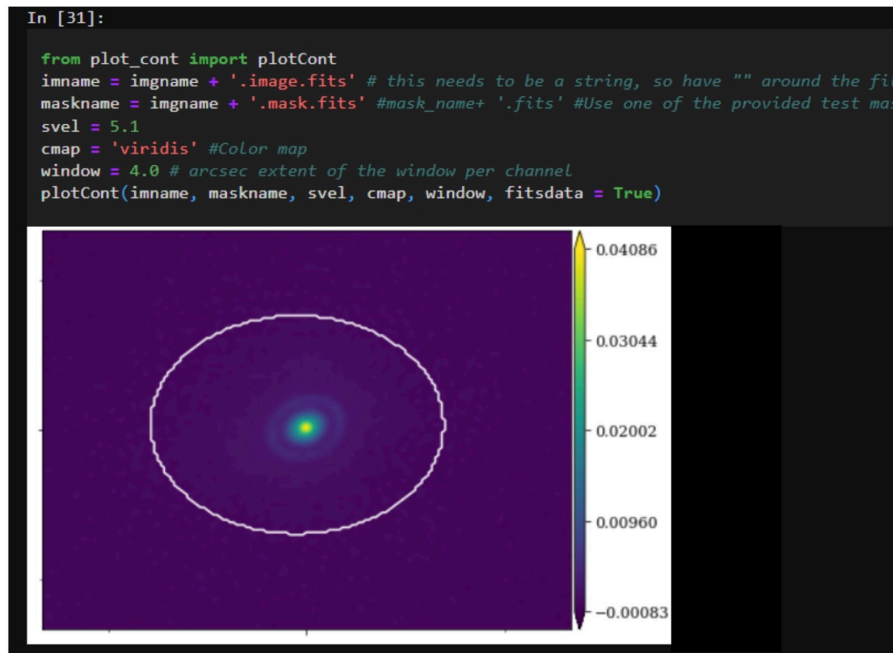 In [31]:
from plot_cont import plotCont
imname = imgname + '.image.fits' # this needs to be a string, so have "" around the
maskname = imgname + '.mask.fits' #mask_name+ '.fits' #Use one of the provided test
svel = 5.1
cmap = 'viridis' #Color map
window = 4.0 # arcsec extent of the window per channel
plotCont(imname, maskname, svel, cmap, window, fitsdata = True)
0.04086
0.03044
0.02002
0.00960
−0.00083